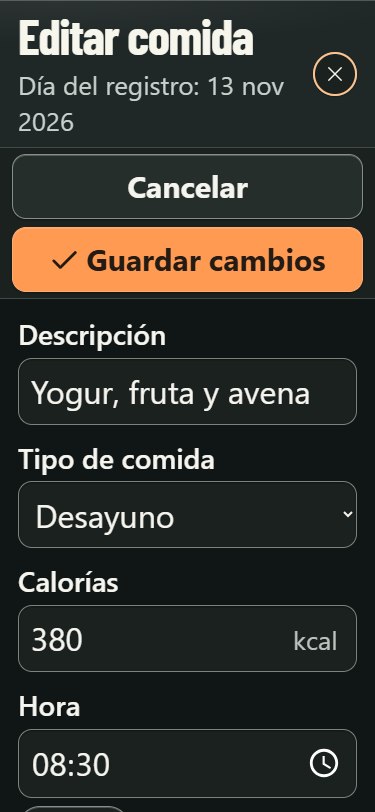 Editar comida
Día del registro: 13 nov
2026
Cancelar
Guardar cambios
Descripción
Yogur, fruta y avena
Tipo de comida
Desayuno
Calorías
380 kcal
Hora
08:30